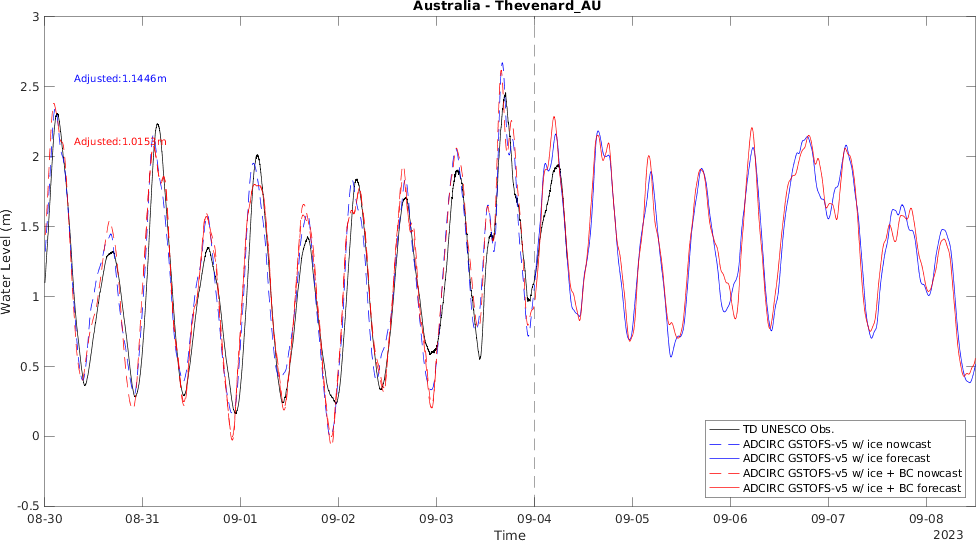 Australia - Thevenard_AU
Adjusted:1.1446m
Adjusted:1.0153m
Water Level (m)
3
2.5
2
1.5
1
0.5
0
-0.5
08-30 08-31 09-01 09-02 09-03 09-04 09-05 09-06 09-07 09-08
Time
2023
TD UNESCO Obs.
ADCIRC GSTOFS-v5 w/ ice nowcast
ADCIRC GSTOFS-v5 w/ ice forecast
ADCIRC GSTOFS-v5 w/ ice + BC nowcast
ADCIRC GSTOFS-v5 w/ ice + BC forecast